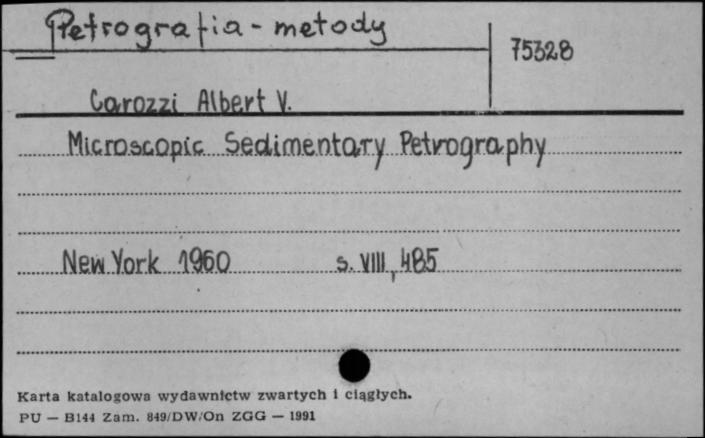 Petrografia - metody
75328
Carozzi Albert V.
Microscopic Sedimentary Petrography
New York 1960 s. VIII, 485
Karta katalogowa wydawnictw zwartych i ciągłych.
PU — B144 Zam. 849/DW/On ZGG — 1991